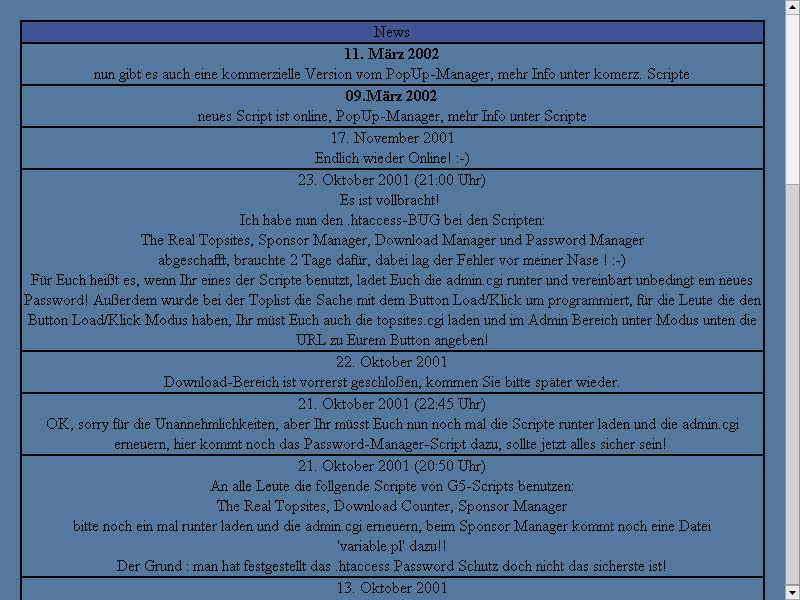 News
11. März 2002
nun gibt es auch eine kommerzielle Version vom PopUp-Manager, mehr Info unter komerz. Scripte
09.März 2002
neues Script ist online, PopUp-Manager, mehr Info unter Scripte
17. November 2001
Endlich wieder Online! :-)
23. Oktober 2001 (21:00 Uhr)
Es ist vollbracht!
Ich habe nun den .htaccess-BUG bei den Scripten:
The Real Topsites, Sponsor Manager, Download Manager und Password Manager
abgeschafft, brauchte 2 Tage dafür, dabei lag der Fehler vor meiner Nase ! :-)
Für Euch heißt es, wenn Ihr eines der Scripte benutzt, ladet Euch die admin.cgi runter und vereinbart unbedingt ein neues
Password! Außerdem wurde bei der Toplist die Sache mit dem Button Load/Klick um programmiert, für die Leute die den
Button Load/Klick Modus haben, Ihr müst Euch auch die topsites.cgi laden und im Admin Bereich unter Modus unten die
URL zu Eurem Button angeben!
22. Oktober 2001
Download-Bereich ist vorrerst geschloßen, kommen Sie bitte später wieder.
21. Oktober 2001 (22:45 Uhr)
OK, sorry für die Unannehmlichkeiten, aber Ihr müsst Euch nun noch mal die Scripte runter laden und die admin.cgi
erneuern, hier kommt noch das Password-Manager-Script dazu, sollte jetzt alles sicher sein!
21. Oktober 2001 (20:50 Uhr)
An alle Leute die follgende Scripte von G5-Scripts benutzen:
The Real Topsites, Download Counter, Sponsor Manager
bitte noch ein mal runter laden und die admin.cgi erneuern, beim Sponsor Manager kommt noch eine Datei
'variable.pl' dazu!!
Der Grund : man hat festgestellt das .htaccess Password Schutz doch nicht das sicherste ist!
13. Oktober 2001